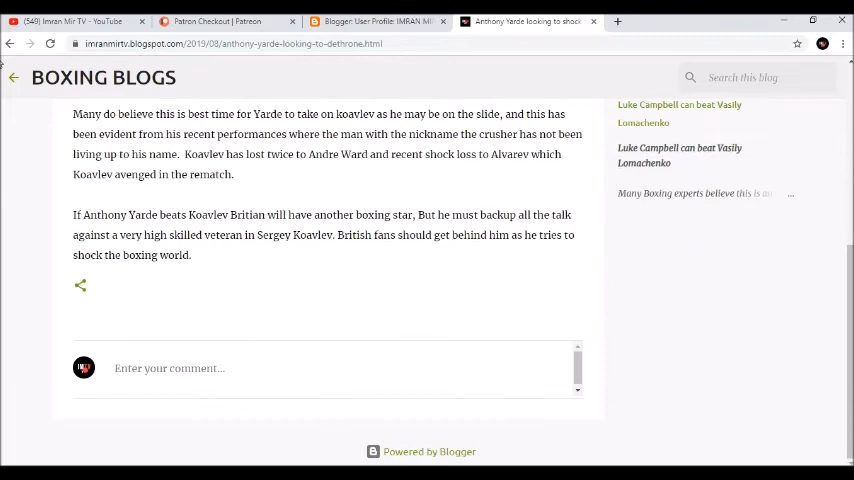 (549) Imran Mir TV - YouTube
Patron Checkout | Patreon
Blogger: User Profile: IMRAN MIR
Anthony Yarde looking to shock
imranmirtv.blogspot.com/2019/08/anthony-yarde-looking-to-dethrone.html
BOXING BLOGS
Search this blog
Many do believe this is best time for Yarde to take on koavlev as he may be on the slide, and this has
been evident from his recent performances where the man with the nickname the crusher has not been
living up to his name. Koavlev has lost twice to Andre Ward and recent shock loss to Alvarev which
Koavlev avenged in the rematch.
If Anthony Yarde beats Koavlev Britian will have another boxing star, But he must backup all the talk
against a very high skilled veteran in Sergey Koavlev. British fans should get behind him as he tries to
shock the boxing world.
Enter your comment...
Luke Campbell can beat Vasily
Lomachenko
Luke Campbell can beat Vasily
Lomachenko
Many Boxing experts believe this is an ...
Powered by Blogger